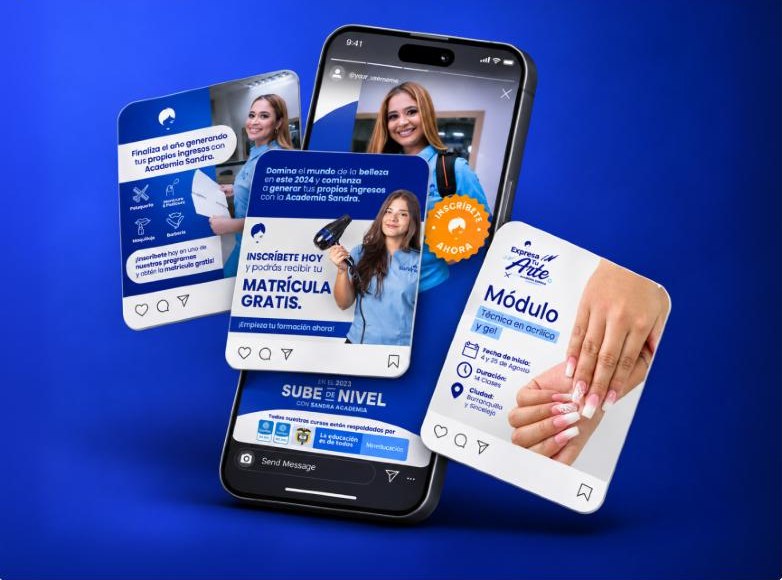 9:41
@your_username
Finaliza el año generando
tus propios ingresos con
Academia Sandra.
Peluquería
Manicura
& Pedicura
Maquillaje
Barbería
¡Inscríbete hoy en uno de
nuestros programas
y obtén la matrícula gratis!
Domina el mundo de la belleza
en este 2024 y comienza
a generar tus propios ingresos
con la Academia Sandra.
INSCRÍBETE HOY
y podrás recibir tu
MATRÍCULA
GRATIS.
¡Empieza tu formación ahora!
INSCRÍBETE
AHORA
Expresa
Tu
Arte
Módulo
Técnica en acrílico
y gel
Fecha de Inicio:
4 y 25 de Agosto
Duración:
14 Clases
Ciudad:
Barranquilla
y Sincelejo
EN EL 2023
SUBE DE NIVEL
CON SANDRA ACADEMIA
Todos nuestros cursos están respaldados por
La educación
es de todos
Mineducación
Send Message